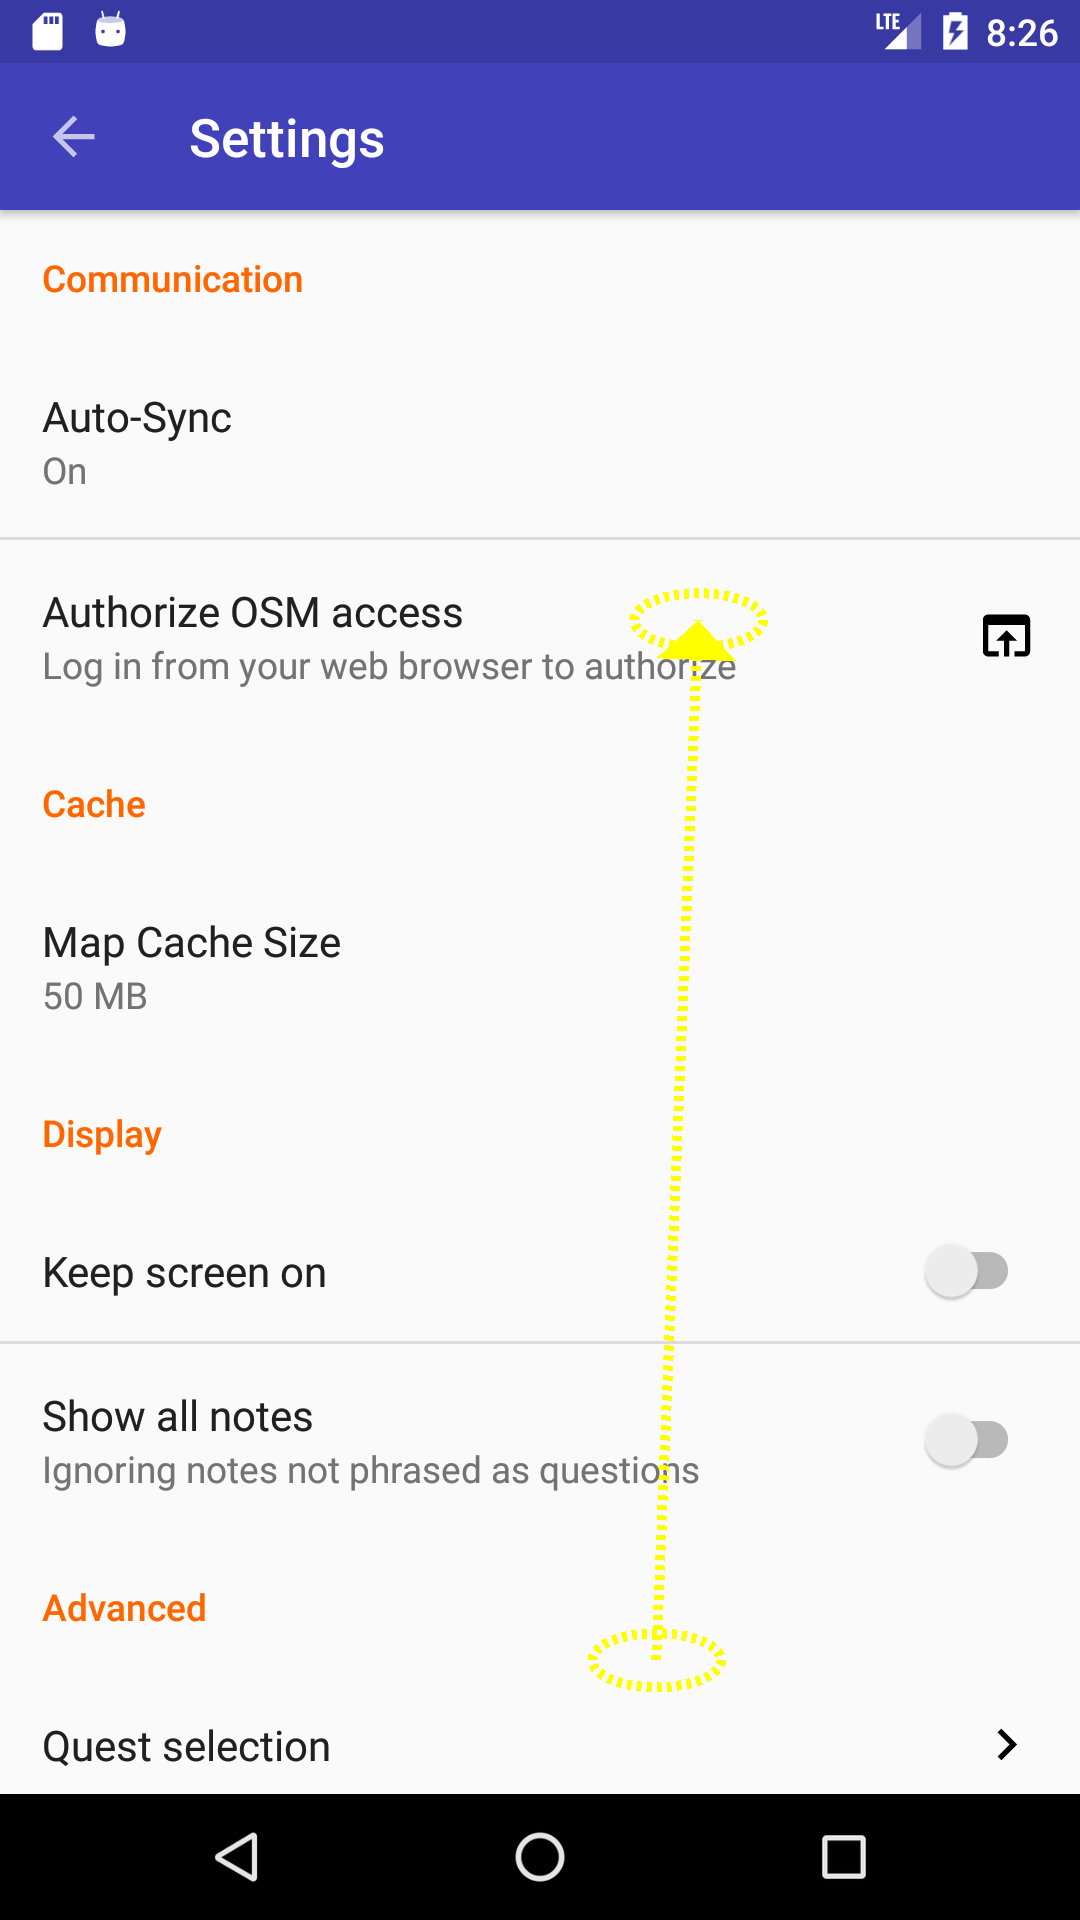 LTE 8:26
Settings
Communication
Auto-Sync
On
Authorize OSM access
Log in from your web browser to authorize
Cache
Map Cache Size
50 MB
Display
Keep screen on
Show all notes
Ignoring notes not phrased as questions
Advanced
Quest selection